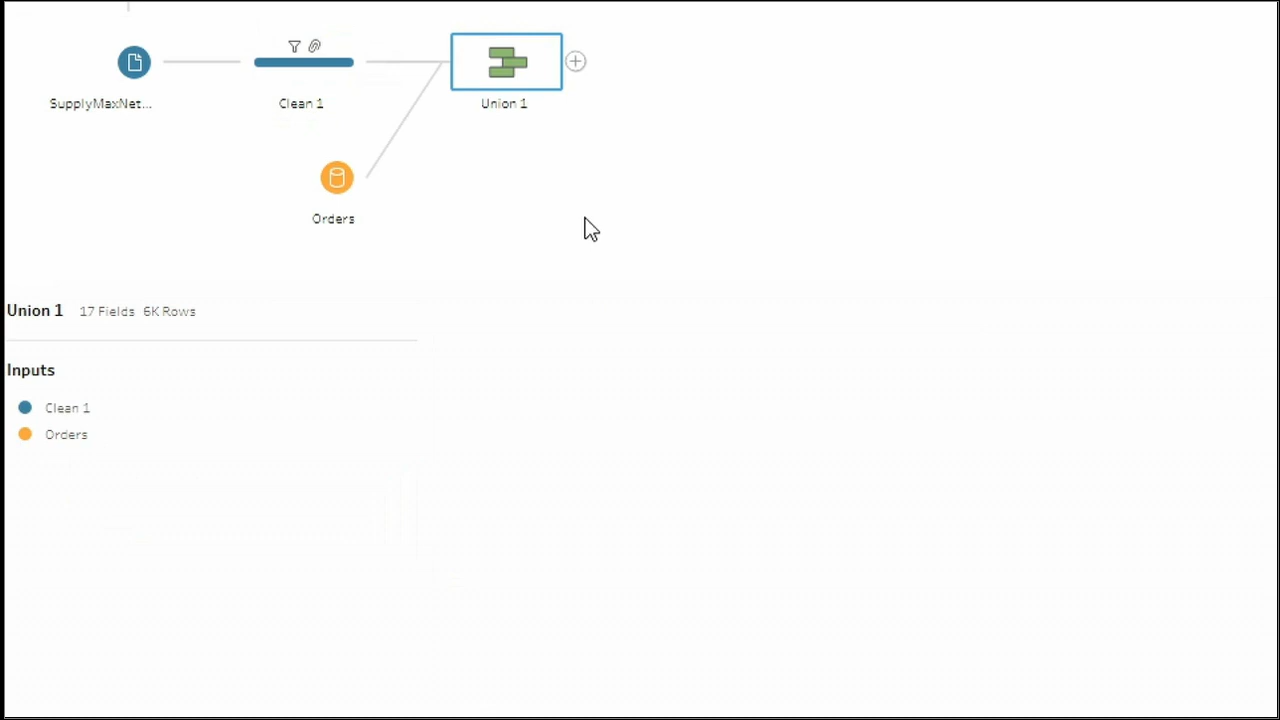 SupplyMaxNet...
Clean 1
Union 1
Orders
Union 1 17 Fields 6K Rows
Inputs
Clean 1
Orders